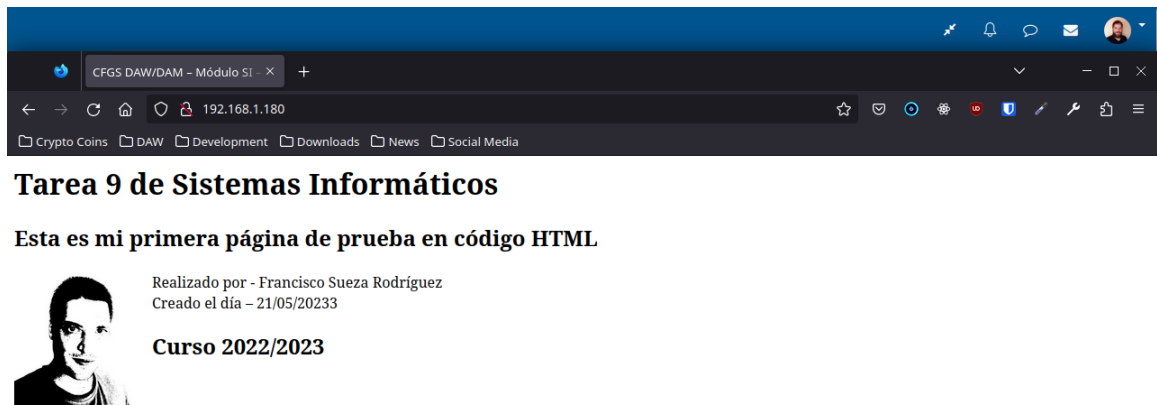 CFGS DAW/DAM – Módulo SI –
192.168.1.180
Crypto Coins DAW Development Downloads News Social Media
Tarea 9 de Sistemas Informáticos
Esta es mi primera página de prueba en código HTML
Realizado por - Francisco Sueza Rodríguez
Creado el día – 21/05/20233
Curso 2022/2023